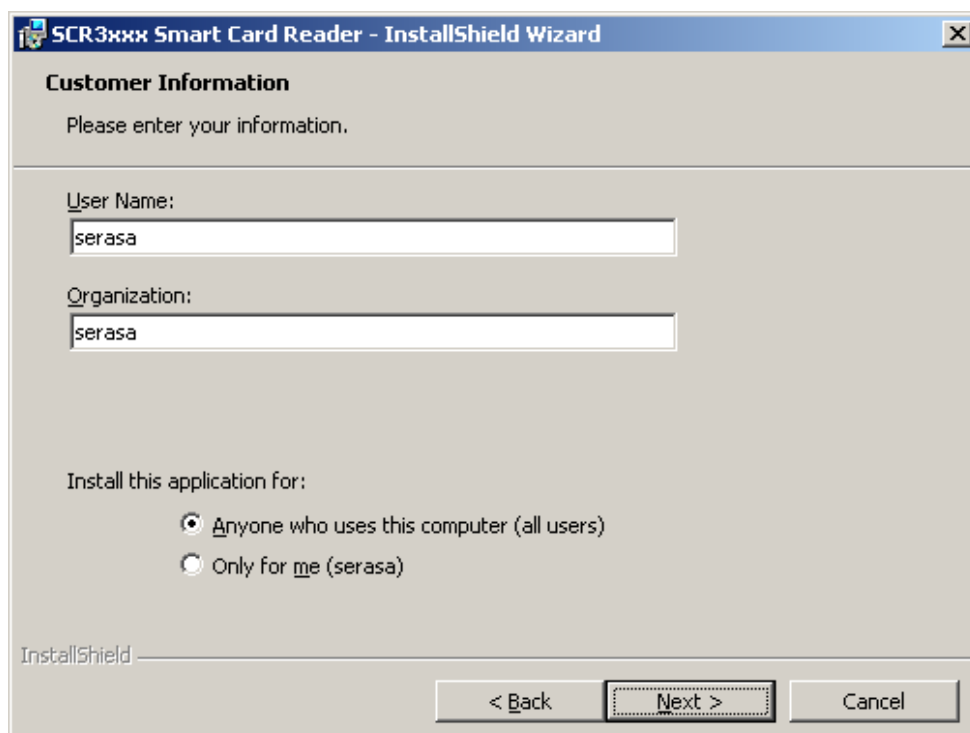 SCR3xxx Smart Card Reader - InstallShield Wizard
Customer Information
Please enter your information.
User Name:
serasa
Organization:
serasa
Install this application for:
Anyone who uses this computer (all users)
Only for me (serasa)
InstallShield
< Back Next > Cancel